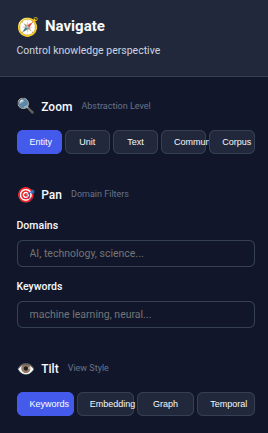 🧭 Navigate
Control knowledge perspective
🔍 Zoom Abstraction Level
Entity Unit Text Commun Corpus
🎯 Pan Domain Filters
Domains
AI, technology, science...
Keywords
machine learning, neural...
👁️ Tilt View Style
Keywords Embedding Graph Temporal